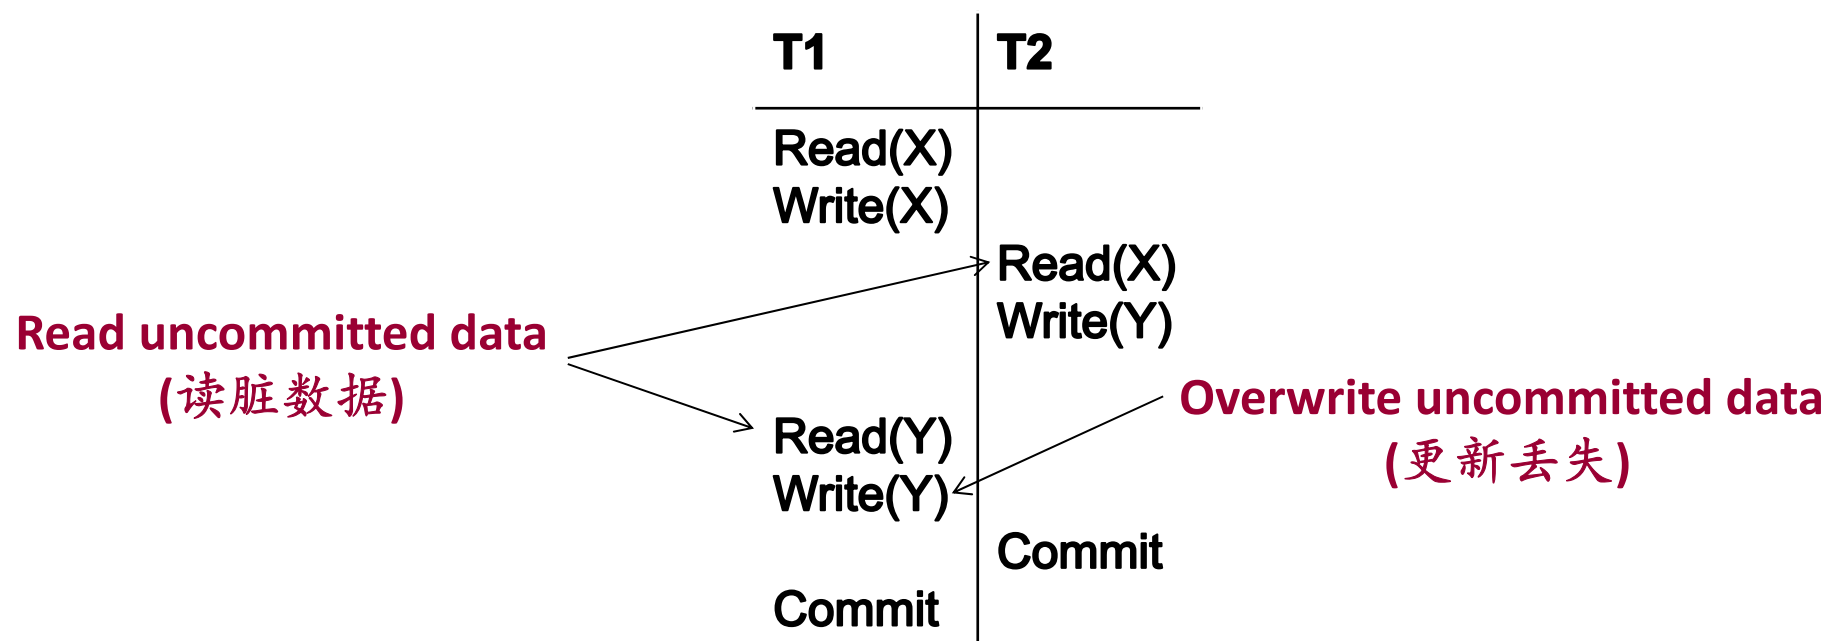 T1 T2
Read(X)
Write(X)
Read(X)
Write(Y)
Read uncommitted data
(读脏数据)
Overwrite uncommitted data
(更新丢失)
Read(Y)
Write(Y)
Commit
Commit